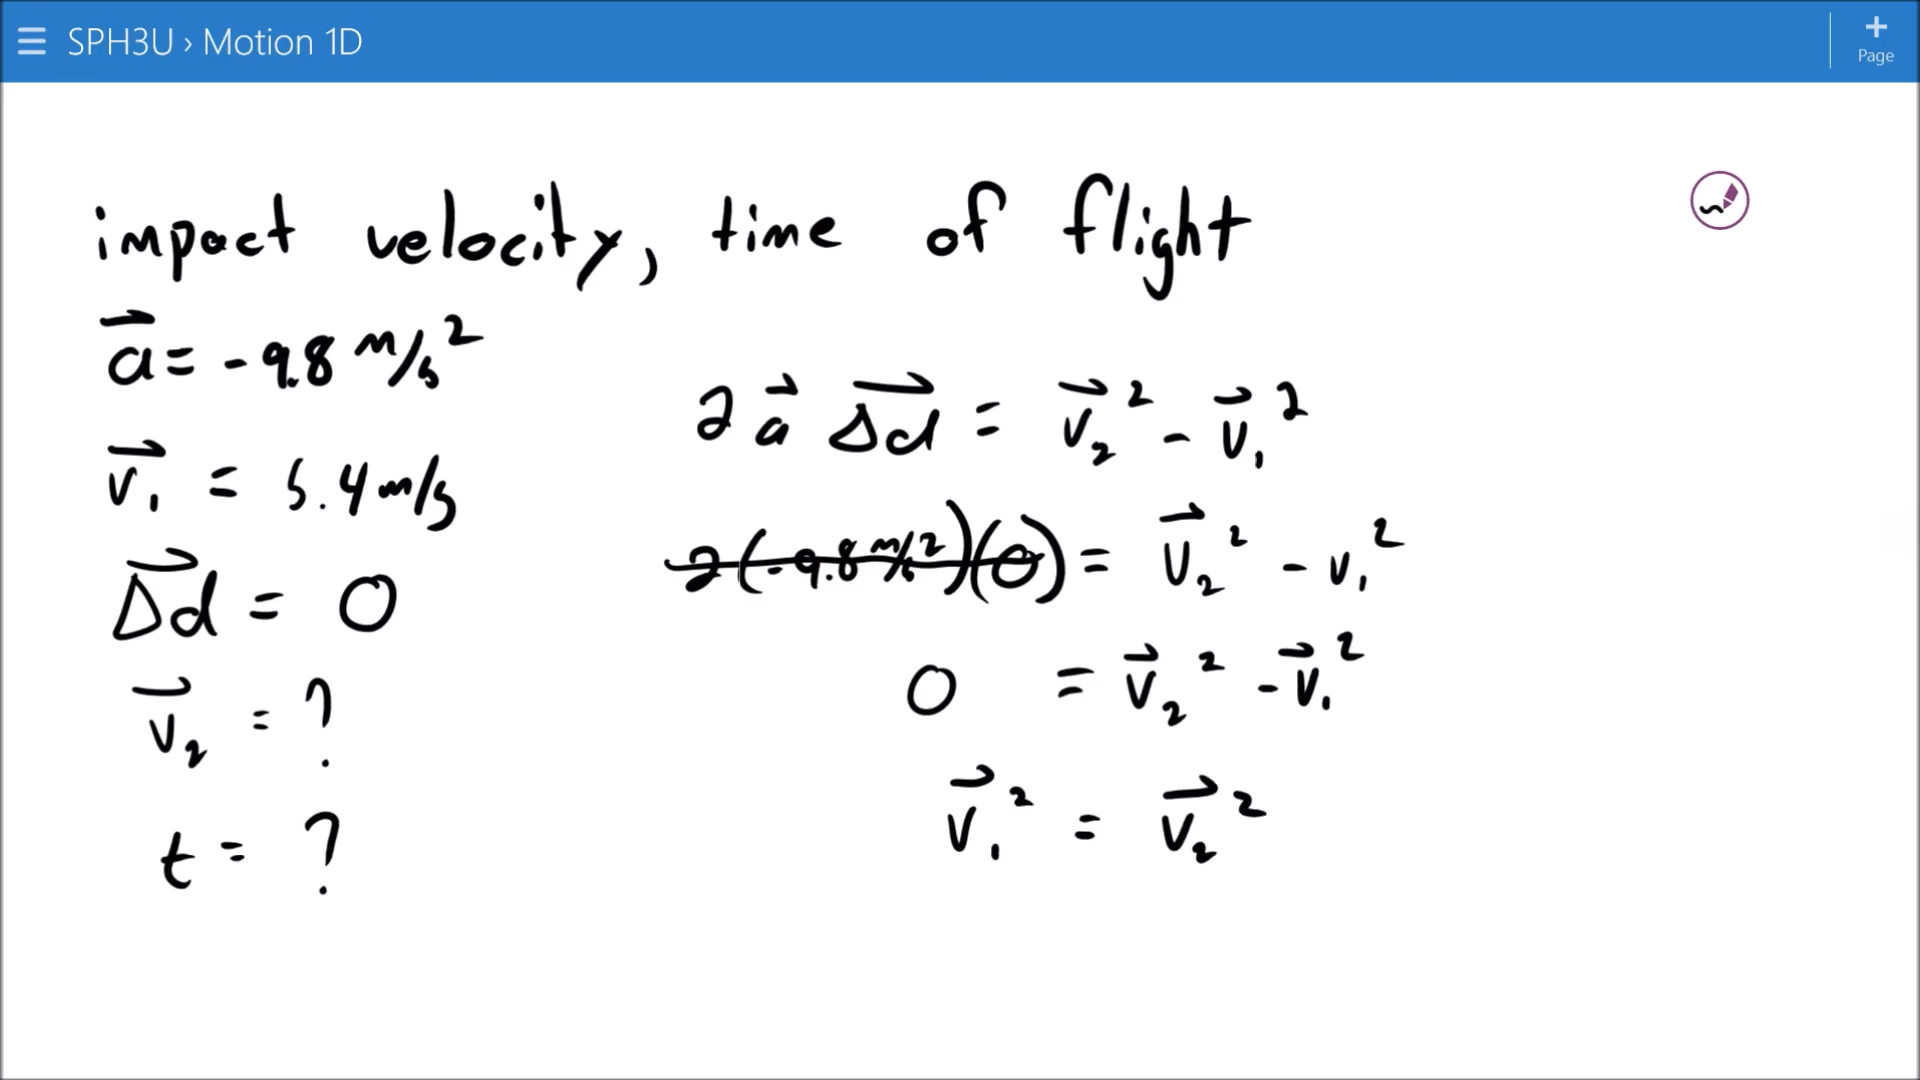 SPH3U › Motion 1D
+
Page
impact velocity, time of flight
a⃗ = -9.8 m/s²
v⃗₁ = 5.4 m/s
Δd⃗ = 0
v⃗₂ = ?
t = ?
2 a⃗ Δd⃗ = v⃗₂² - v⃗₁²
2(-9.8 m/s²)(0) = v⃗₂² - v₁²
0 = v⃗₂² - v⃗₁²
v⃗₁² = v⃗₂²